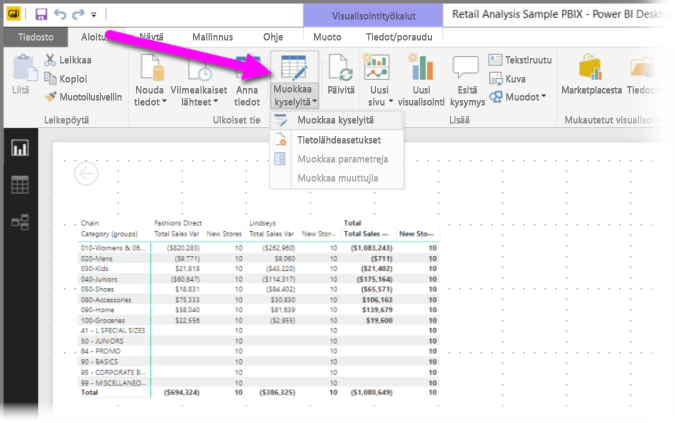 Visualisointityökalut
Retail Analysis Sample PBIX - Power BI Deskto
Tiedosto Näytä Mallinnus Ohje Muoto Tiedot/poraudu
Leikkaa
Kopioi
Muotoilusivellin
Liitä
Leikepöytä
Nouda tiedot
Viimeaikaiset lähteet
Anna tiedot
Muokkaa kyselyitä
Päivitä
Ulkoiset tie
Uusi sivu
Uusi visualisointi
Esitä kysymys
Tekstiruutu
Kuva
Muodot
Lisää
Marketplacesta Tiedos
Mukautetut visualiso
Muokkaa kyselyitä
Tietolähdeasetukset
Muokkaa parametreja
Muokkaa muuttujia
Chain Fashions Direct Lindseys Total
Category (groups) Total Sales Var New Stores Total Sales Var New Stor... Total Sales ... New Sto...
010-Womens & 06... ($820,283) 10 ($262,960) 10 ($1,083,243) 10
020-Mens ($9,771) 10 $9,060 10 ($711) 10
030-Kids $21,818 10 ($43,220) 10 ($21,402) 10
040-Juniors ($60,847) 10 ($114,317) 10 ($175,164) 10
050-Shoes $18,831 10 ($84,402) 10 ($65,571) 10
080-Accessories $75,333 10 $30,830 10 $106,163 10
090-Home $58,040 10 $81,639 10 $139,679 10
100-Groceries $22,556 10 ($2,955) 10 $19,600 10
41 - L SPECIAL SIZES 10 10 10
50 - JUNIORS 10 10 10
64 - PROMO 10 10 10
90 - BASICS 10 10 10
95 - CORPORATE B... 10 10 10
99 - MISCELLANEO... 10 10 10
Total ($694,324) 10 ($386,325) 10 ($1,080,649) 10